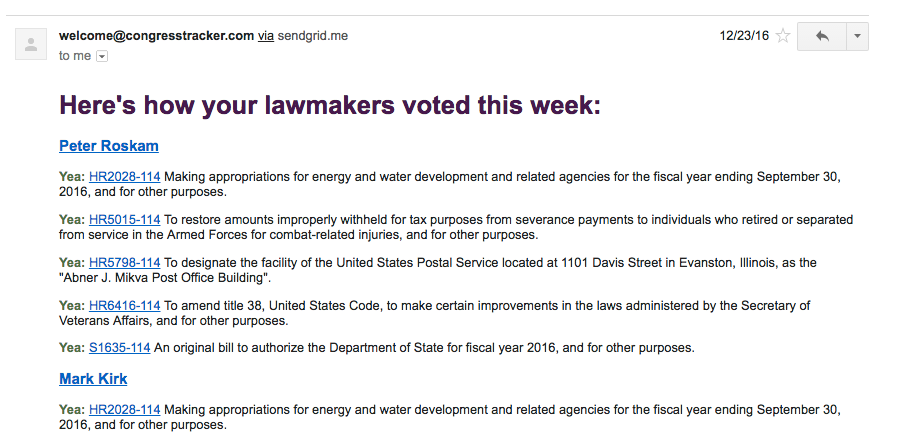 welcome@congresstracker.com via sendgrid.me
12/23/16
to me
Here's how your lawmakers voted this week:
Peter Roskam
Yea: HR2028-114 Making appropriations for energy and water development and related agencies for the fiscal year ending September 30,
2016, and for other purposes.
Yea: HR5015-114 To restore amounts improperly withheld for tax purposes from severance payments to individuals who retired or separated
from service in the Armed Forces for combat-related injuries, and for other purposes.
Yea: HR5798-114 To designate the facility of the United States Postal Service located at 1101 Davis Street in Evanston, Illinois, as the
"Abner J. Mikva Post Office Building".
Yea: HR6416-114 To amend title 38, United States Code, to make certain improvements in the laws administered by the Secretary of
Veterans Affairs, and for other purposes.
Yea: S1635-114 An original bill to authorize the Department of State for fiscal year 2016, and for other purposes.
Mark Kirk
Yea: HR2028-114 Making appropriations for energy and water development and related agencies for the fiscal year ending September 30,
2016, and for other purposes.